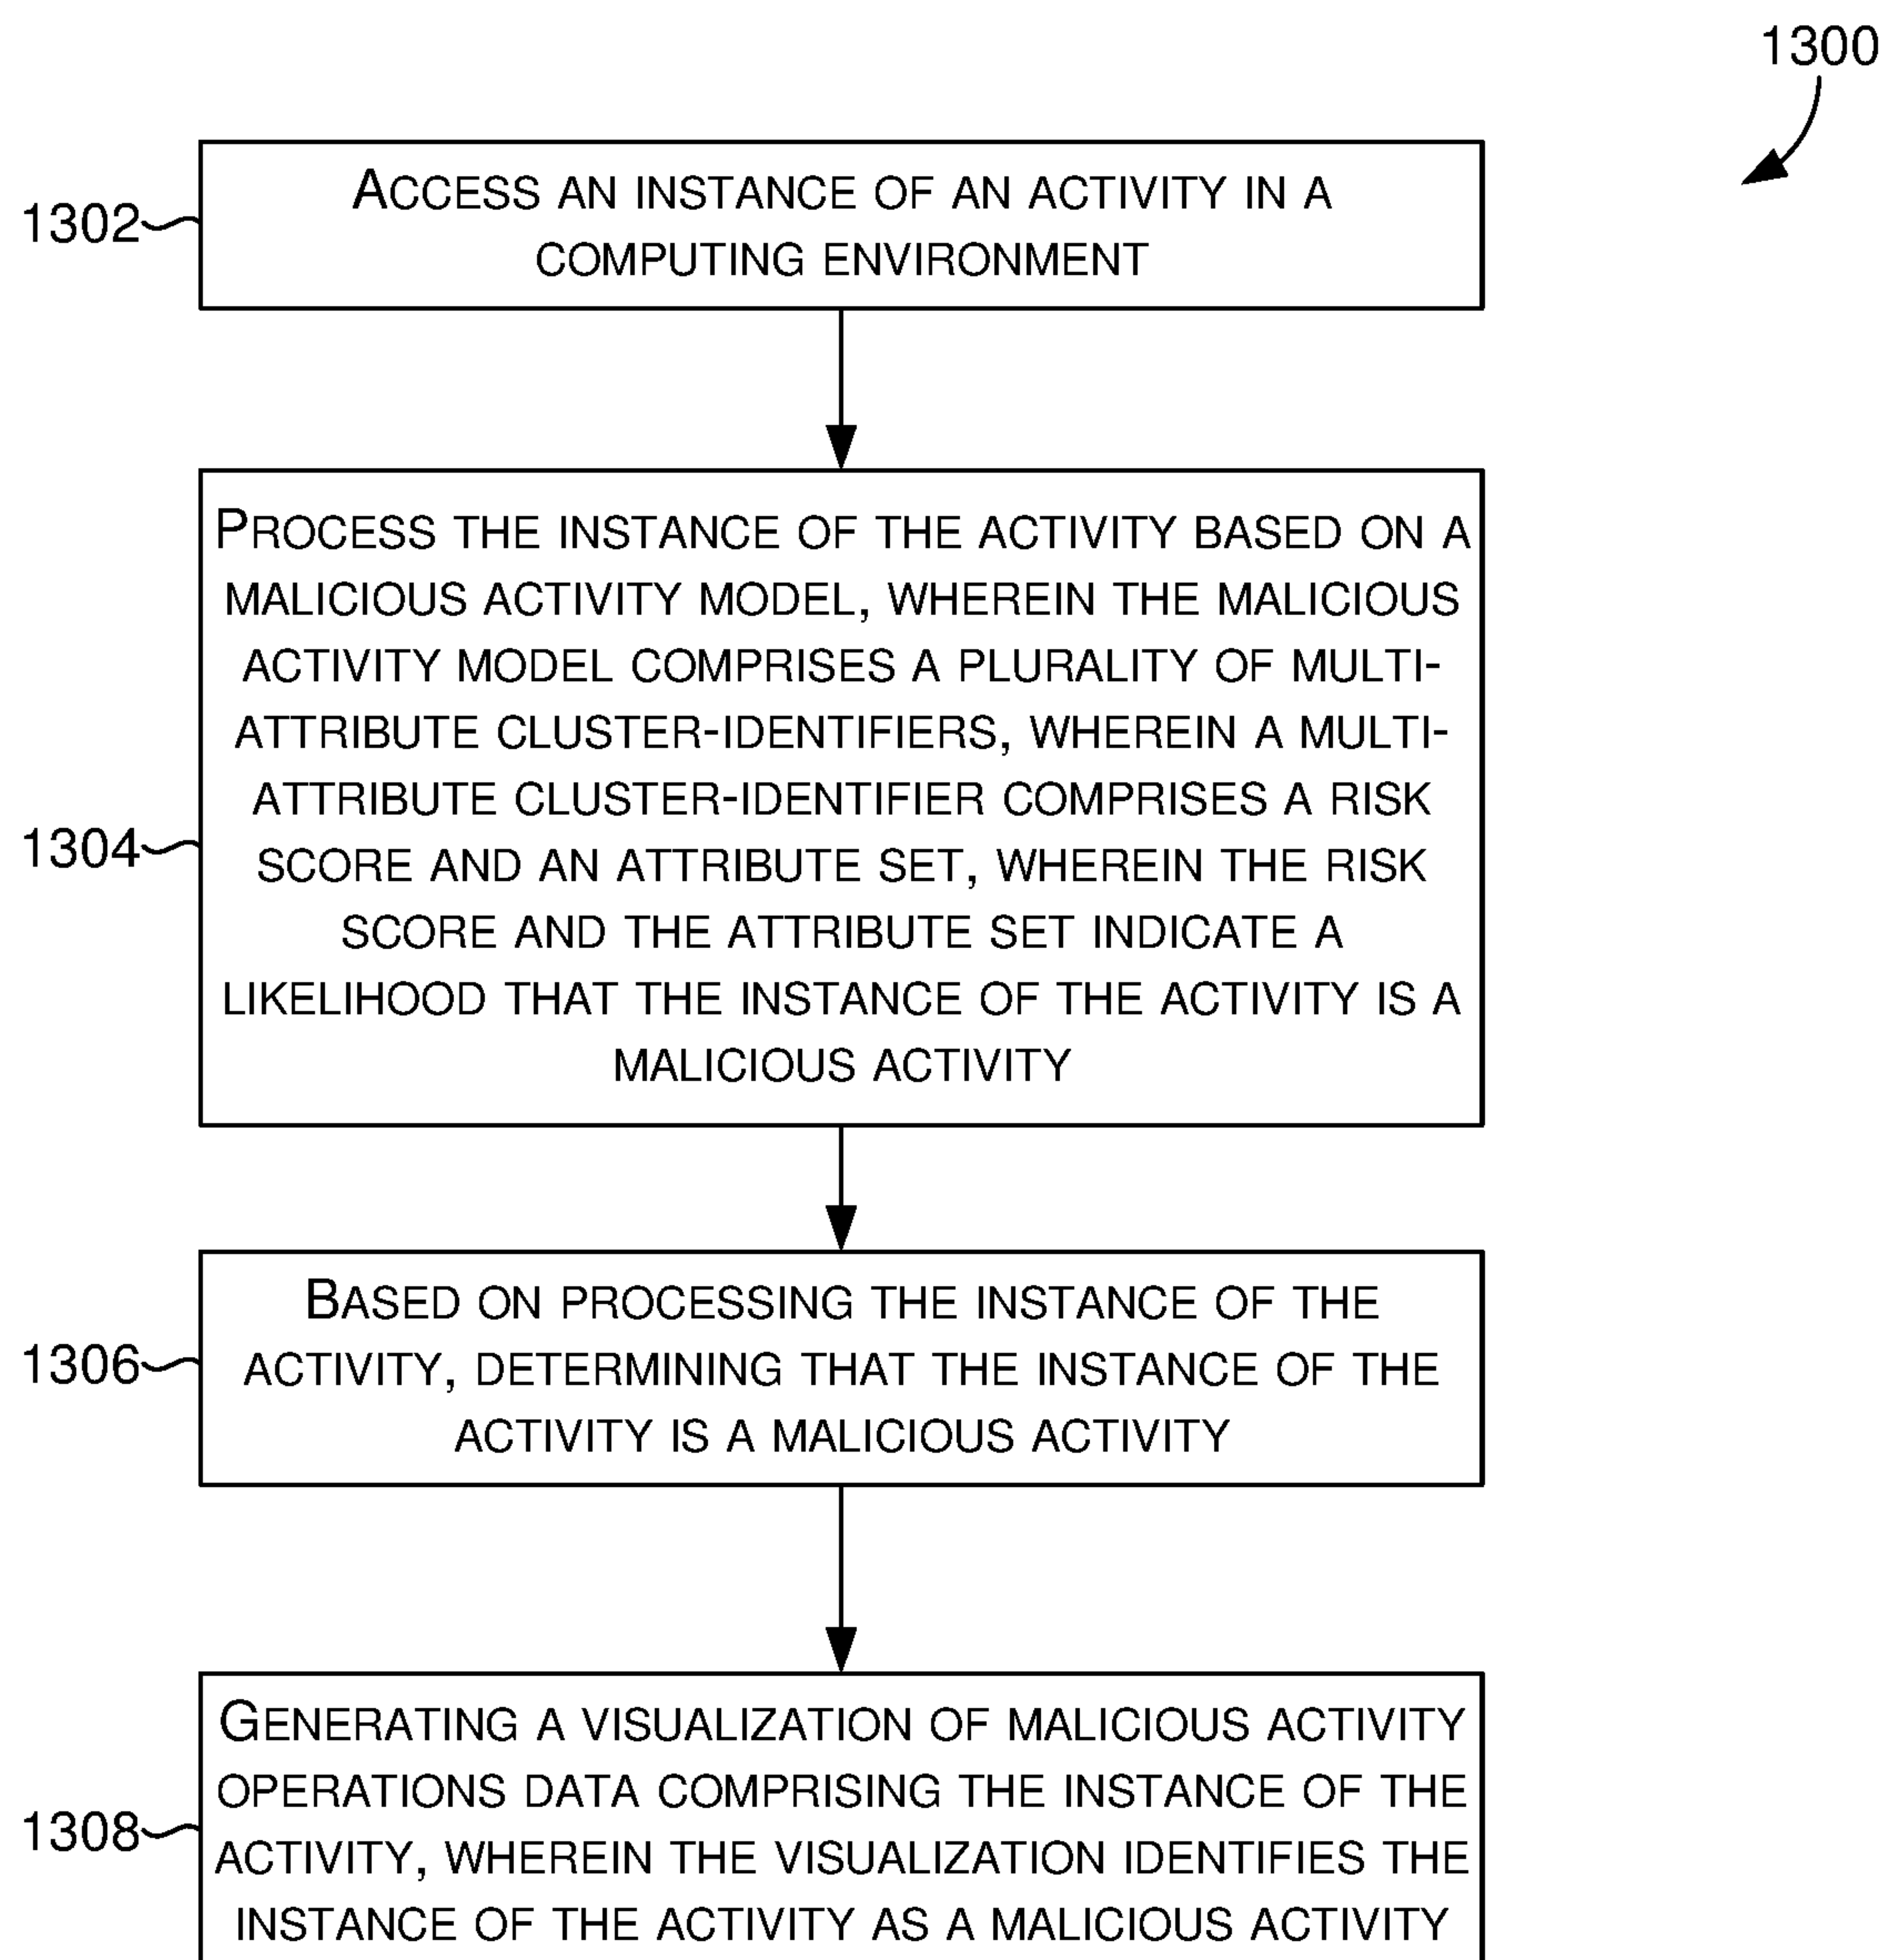 1300
1302
ACCESS AN INSTANCE OF AN ACTIVITY IN A
COMPUTING ENVIRONMENT
1304
PROCESS THE INSTANCE OF THE ACTIVITY BASED ON A
MALICIOUS ACTIVITY MODEL, WHEREIN THE MALICIOUS
ACTIVITY MODEL COMPRISES A PLURALITY OF MULTI-
ATTRIBUTE CLUSTER-IDENTIFIERS, WHEREIN A MULTI-
ATTRIBUTE CLUSTER-IDENTIFIER COMPRISES A RISK
SCORE AND AN ATTRIBUTE SET, WHEREIN THE RISK
SCORE AND THE ATTRIBUTE SET INDICATE A
LIKELIHOOD THAT THE INSTANCE OF THE ACTIVITY IS A
MALICIOUS ACTIVITY
1306
BASED ON PROCESSING THE INSTANCE OF THE
ACTIVITY, DETERMINING THAT THE INSTANCE OF THE
ACTIVITY IS A MALICIOUS ACTIVITY
1308
GENERATING A VISUALIZATION OF MALICIOUS ACTIVITY
OPERATIONS DATA COMPRISING THE INSTANCE OF THE
ACTIVITY, WHEREIN THE VISUALIZATION IDENTIFIES THE
INSTANCE OF THE ACTIVITY AS A MALICIOUS ACTIVITY